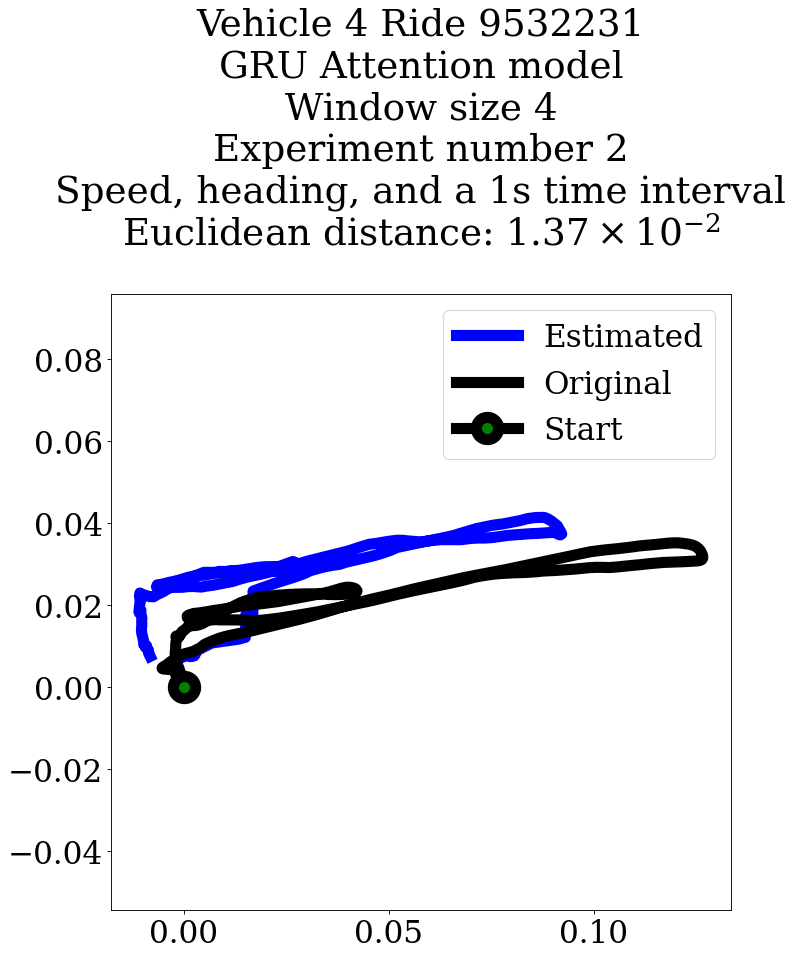 Vehicle 4 Ride 9532231
GRU Attention model
Window size 4
Experiment number 2
Speed, heading, and a 1s time interval
Euclidean distance: 1.37 × 10⁻²
Estimated
Original
Start
0.08
0.06
0.04
0.02
0.00
−0.02
−0.04
0.00 0.05 0.10